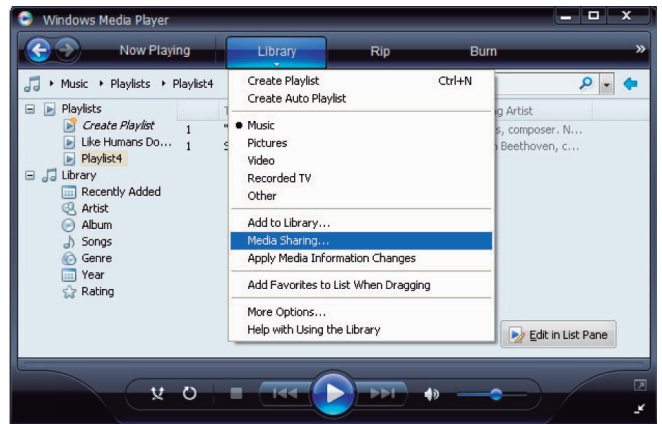 Windows Media Player
Now Playing Library Rip Burn »
Music Playlists Playlist4
Create Playlist Ctrl+N
Create Auto Playlist
Music
Pictures
Video
Recorded TV
Other
Add to Library...
Media Sharing...
Apply Media Information Changes
Add Favorites to List When Dragging
More Options...
Help with Using the Library
Playlists
Create Playlist
Like Humans Do...
Playlist4
Library
Recently Added
Artist
Album
Songs
Genre
Year
Rating
1
1
Artist
s, composer. N...
Beethoven, c...
Edit in List Pane